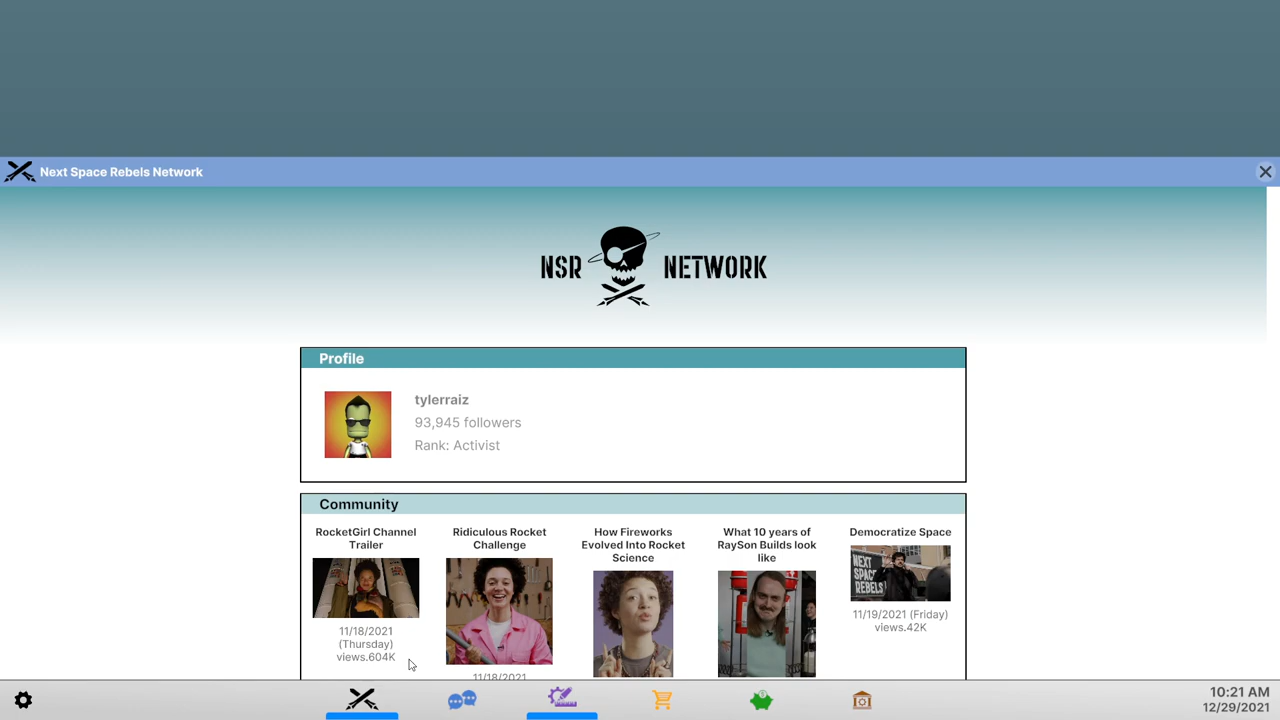 Next Space Rebels Network
NSR NETWORK
Profile
tylerraiz
93,945 followers
Rank: Activist
Community
RocketGirl Channel
Trailer
11/18/2021
(Thursday)
views.604K
Ridiculous Rocket
Challenge
11/18/2021
How Fireworks
Evolved Into Rocket
Science
What 10 years of
RaySon Builds look
like
Democratize Space
NEXT
SPACE
REBELS
11/19/2021 (Friday)
views.42K
10:21 AM
12/29/2021